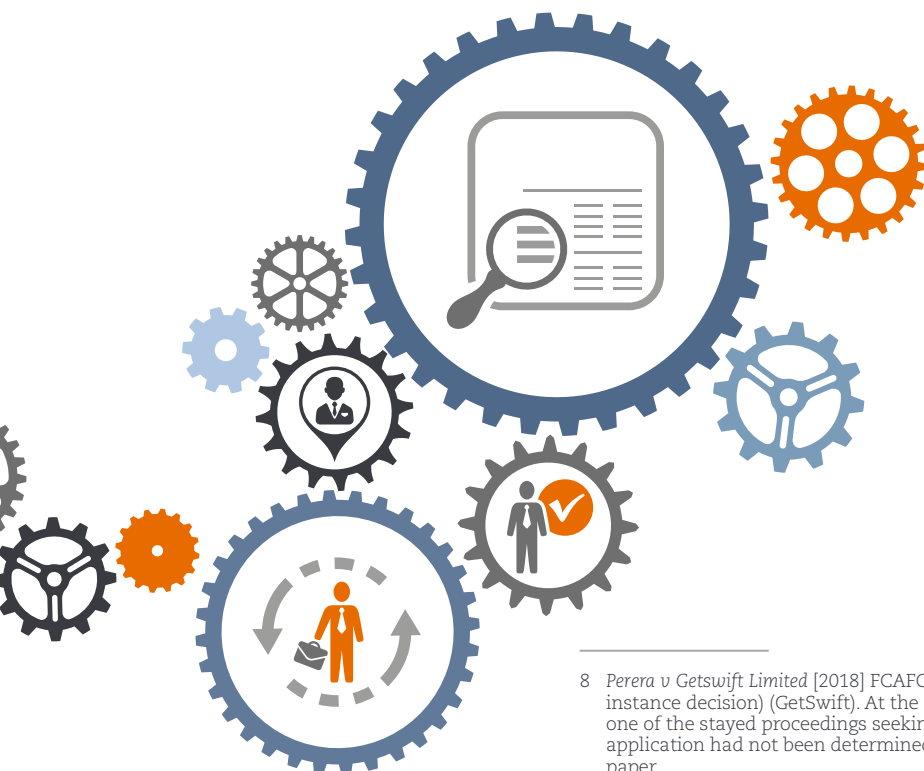 8 Perera v Getswift Limited [2018] FCAFC
instance decision) (GetSwift). At the
one of the stayed proceedings seekin
application had not been determined
paper